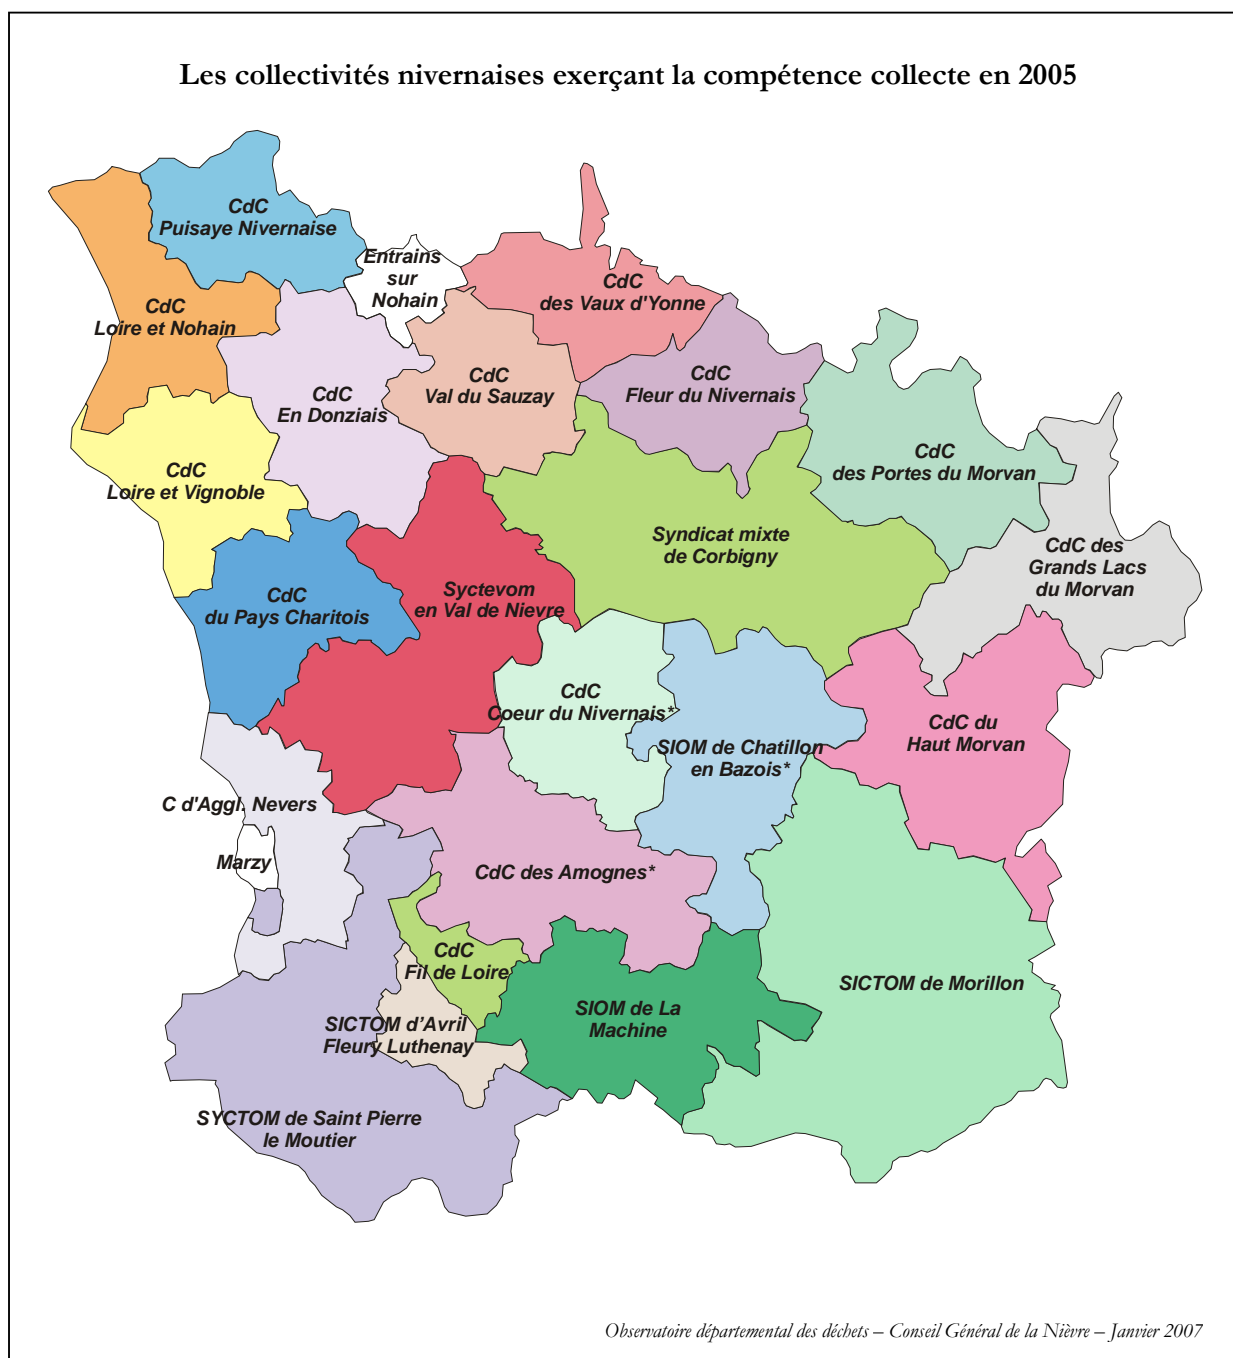 Les collectivités nivernaises exerçant la compétence collecte en 2005
CdC
Puisaye Nivernaise
Entrains
sur
Nohain
CdC
des Vaux d'Yonne
CdC
Loire et Nohain
CdC
En Donziais
CdC
Val du Sauzay
CdC
Fleur du Nivernais
CdC
des Portes du Morvan
CdC
Loire et Vignoble
Syndicat mixte
de Corbigny
CdC des
Grands Lacs
du Morvan
CdC
du Pays Charitois
Syctevom
en Val de Nievre
CdC
Coeur du Nivernais*
SIOM de Chatillon
en Bazois*
CdC du
Haut Morvan
C d'Aggl. Nevers
Marzy
CdC des Amognes*
CdC
Fil de Loire
SICTOM d’Avril
Fleury Luthenay
SIOM de La
Machine
SICTOM de Morillon
SYCTOM de Saint Pierre
le Moutier
Observatoire départemental des déchets – Conseil Général de la Nièvre – Janvier 2007